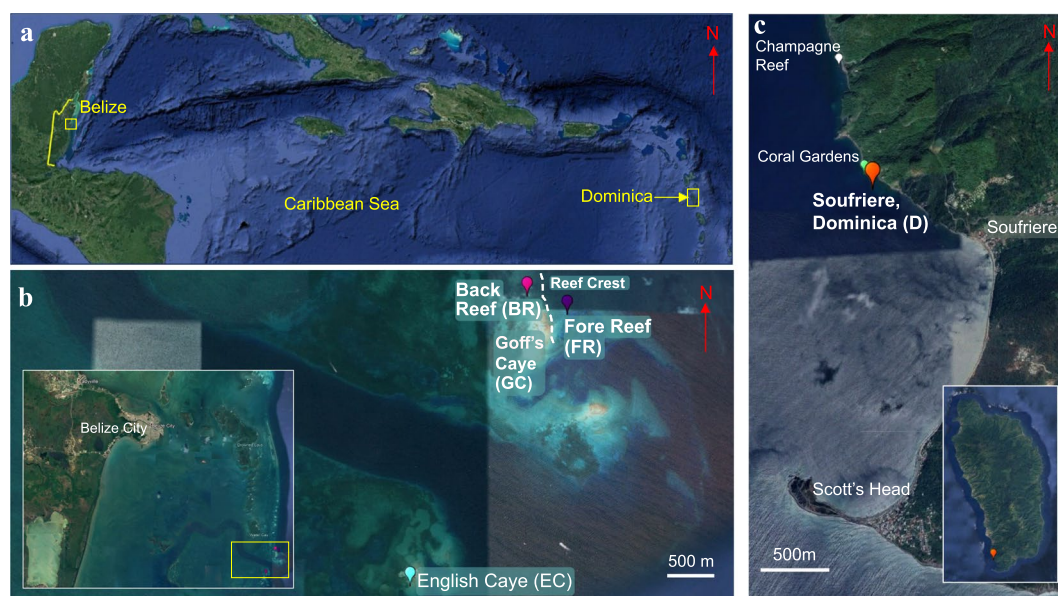 a
N
Belize
Caribbean Sea
Dominica
b
Back
Reef (BR)
Reef Crest
N
Fore Reef
(FR)
Goff's
Caye
(GC)
Belize City
English Caye (EC)
500 m
c
N
Champagne
Reef
Coral Gardens
Soufriere,
Dominica (D)
Soufriere
Scott's Head
500m